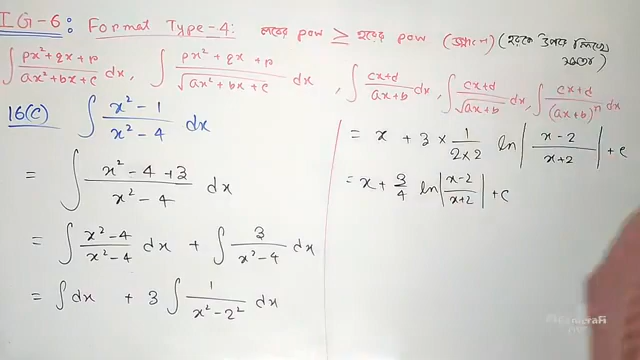 IG-6: Format Type-4: লবের pow ≥ হরের pow (হরকে উপরে লিখে
∫ (px²+qx+r)/(ax²+bx+c) dx, ∫ (px²+qx+r)/√(ax²+bx+c) dx, ∫ (cx+d)/(ax+b) dx, ∫ (cx+d)/√(ax+b) dx, ∫ (cx+d)/(ax+b)ⁿ dx
16(c) ∫ (x²-1)/(x²-4) dx
= ∫ (x²-4+3)/(x²-4) dx
= ∫ (x²-4)/(x²-4) dx + ∫ 3/(x²-4) dx
= ∫ dx + 3 ∫ 1/(x²-2²) dx
= x + 3 × 1/(2×2) ln |(x-2)/(x+2)| + c
= x + 3/4 ln |(x-2)/(x+2)| + c